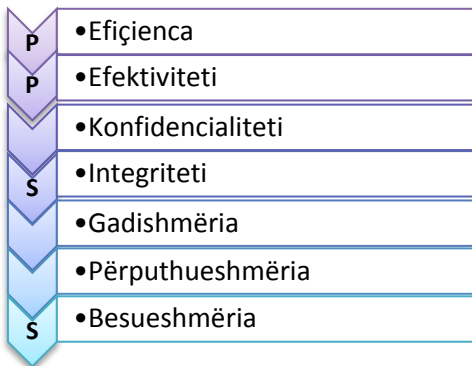 P •Efiçienca
P •Efektiviteti
•Konfidencialiteti
S •Integriteti
•Gadishmëria
•Përputhueshmëria
S •Besueshmëria